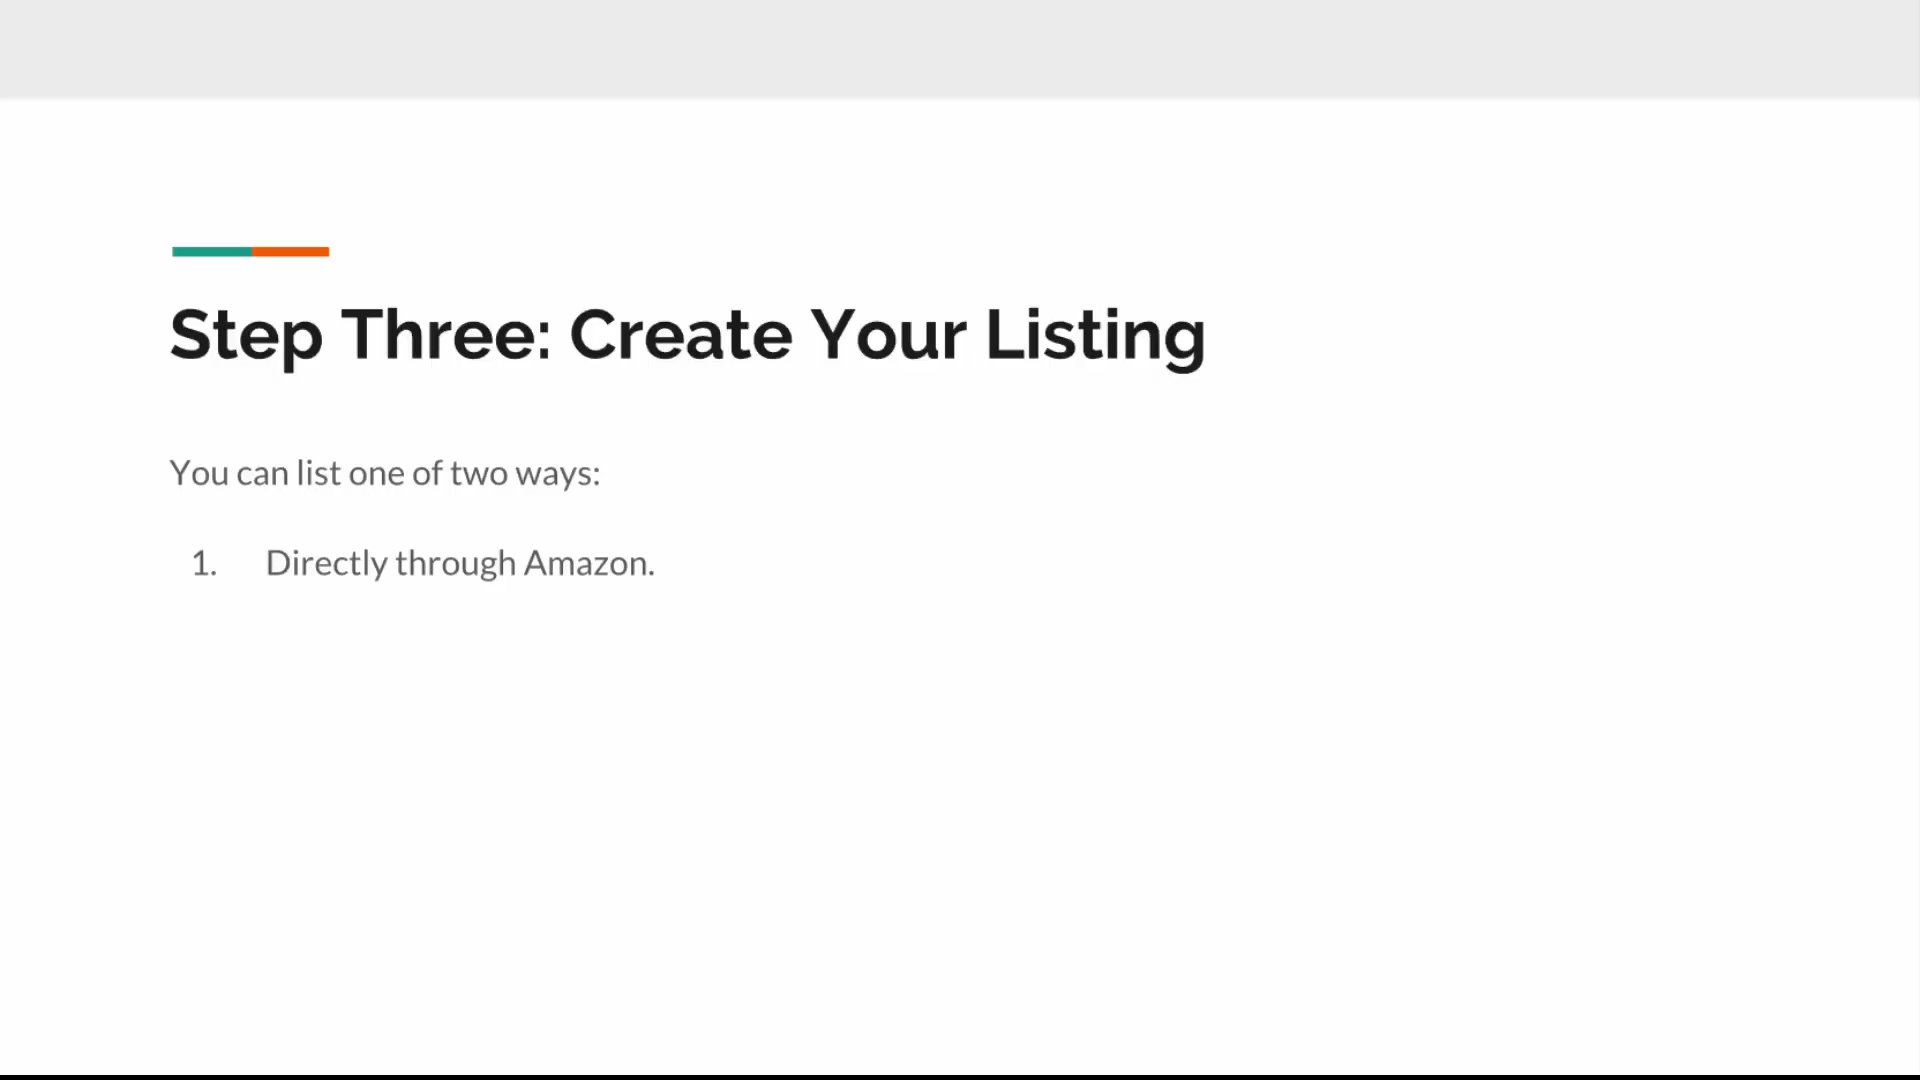 Step Three: Create Your Listing
You can list one of two ways:
1. Directly through Amazon.